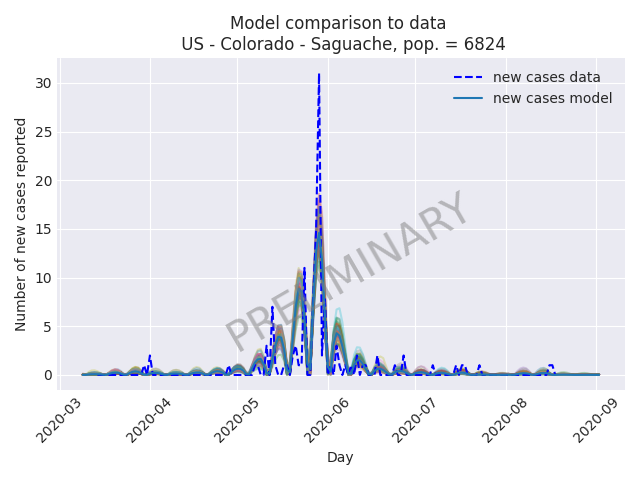 Model comparison to data
US - Colorado - Saguache, pop. = 6824
Number of new cases reported
30
25
20
15
10
5
0
new cases data
new cases model
PRELIMINARY
2020-03
2020-04
2020-05
2020-06
2020-07
2020-08
2020-09
Day